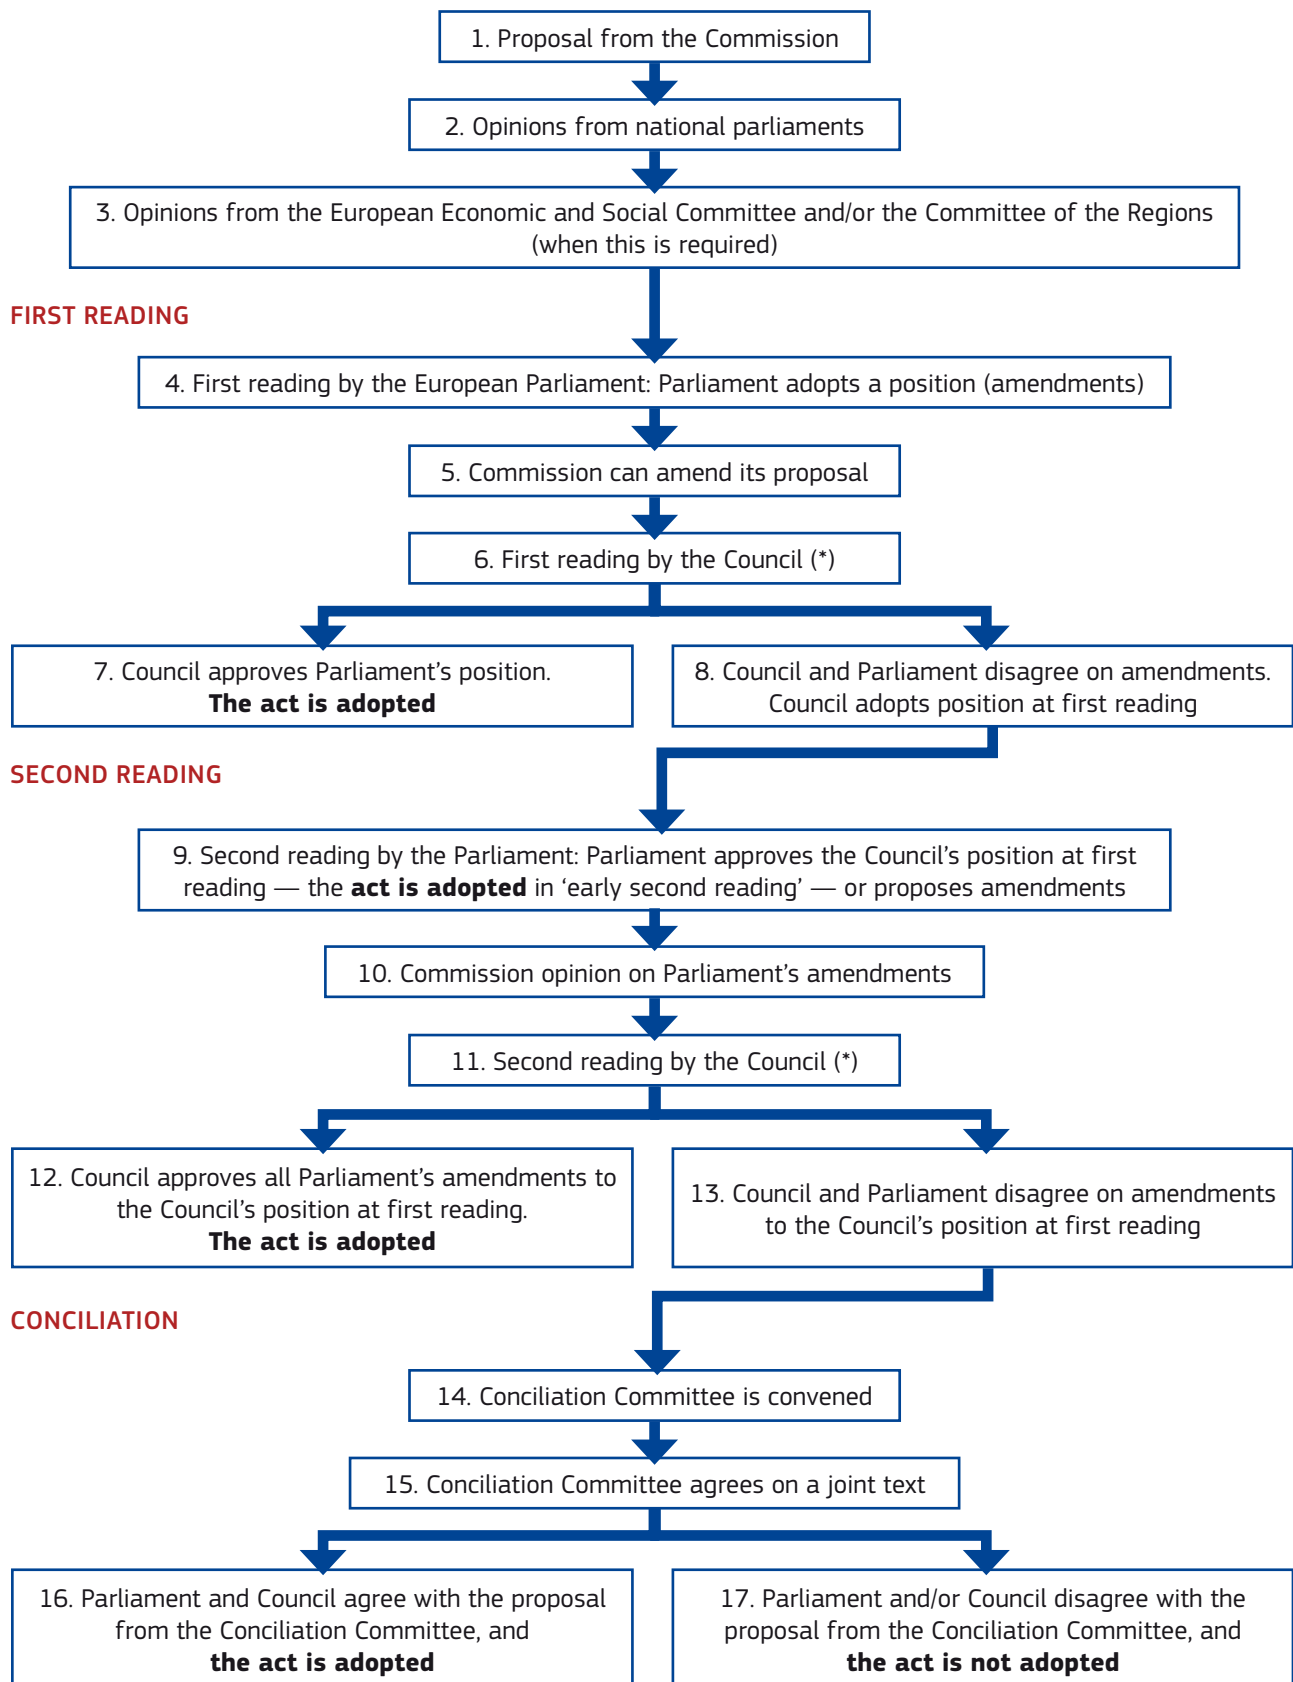 1. Proposal from the Commission
2. Opinions from national parliaments
3. Opinions from the European Economic and Social Committee and/or the Committee of the Regions
(when this is required)
FIRST READING
4. First reading by the European Parliament: Parliament adopts a position (amendments)
5. Commission can amend its proposal
6. First reading by the Council (*)
7. Council approves Parliament’s position.
The act is adopted
8. Council and Parliament disagree on amendments.
Council adopts position at first reading
SECOND READING
9. Second reading by the Parliament: Parliament approves the Council’s position at first
reading — the act is adopted in ‘early second reading’ — or proposes amendments
10. Commission opinion on Parliament’s amendments
11. Second reading by the Council (*)
12. Council approves all Parliament’s amendments to
the Council’s position at first reading.
The act is adopted
13. Council and Parliament disagree on amendments
to the Council’s position at first reading
CONCILIATION
14. Conciliation Committee is convened
15. Conciliation Committee agrees on a joint text
16. Parliament and Council agree with the proposal
from the Conciliation Committee, and
the act is adopted
17. Parliament and/or Council disagree with the
proposal from the Conciliation Committee, and
the act is not adopted